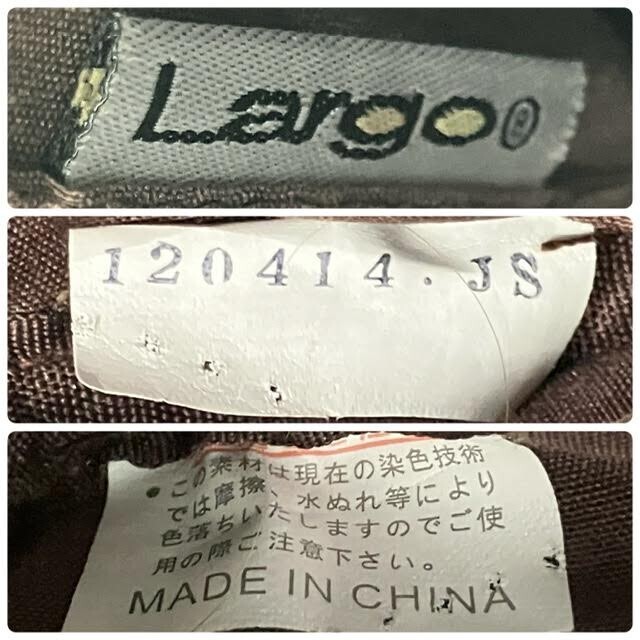 Largo®
120414.JS
●この素材は現在の染色技術
では摩擦、水ぬれ等により
色落ちいたしますのでご使
用の際ご注意下さい。
MADE IN CHINA